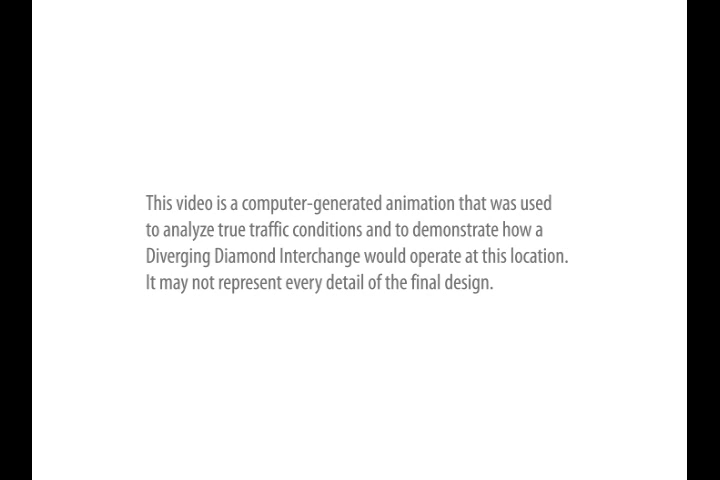 This video is a computer-generated animation that was used
to analyze true traffic conditions and to demonstrate how a
Diverging Diamond Interchange would operate at this location.
It may not represent every detail of the final design.